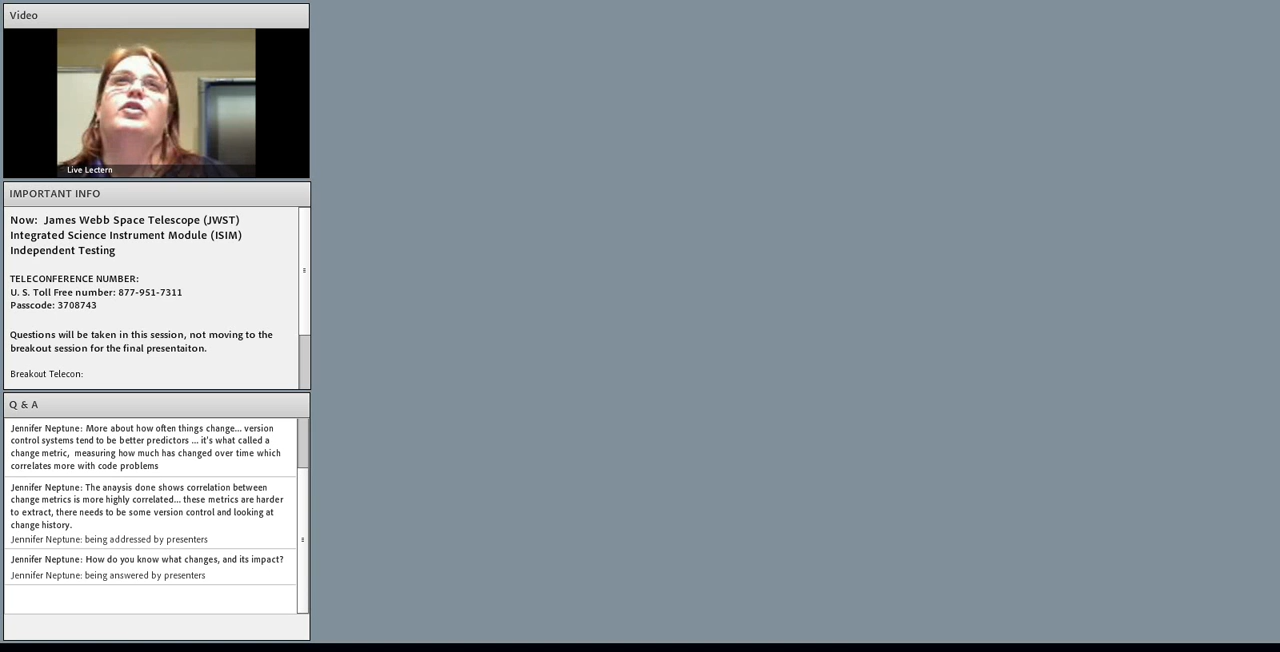 Video
Live Lectern
IMPORTANT INFO
Now:  James Webb Space Telescope (JWST)
Integrated Science Instrument Module (ISIM)
Independent Testing
TELECONFERENCE NUMBER:
U. S. Toll Free number: 877-951-7311
Passcode: 3708743
Questions will be taken in this session, not moving to the
breakout session for the final presentaiton.
Breakout Telecon:
Q & A
Jennifer Neptune: More about how often things change... version
control systems tend to be better predictors ... it's what called a
change metric,  measuring how much has changed over time which
correlates more with code problems
Jennifer Neptune: The anaysis done shows correlation between
change metrics is more highly correlated... these metrics are harder
to extract, there needs to be some version control and looking at
change history.
Jennifer Neptune: being addressed by presenters
Jennifer Neptune: How do you know what changes, and its impact?
Jennifer Neptune: being answered by presenters